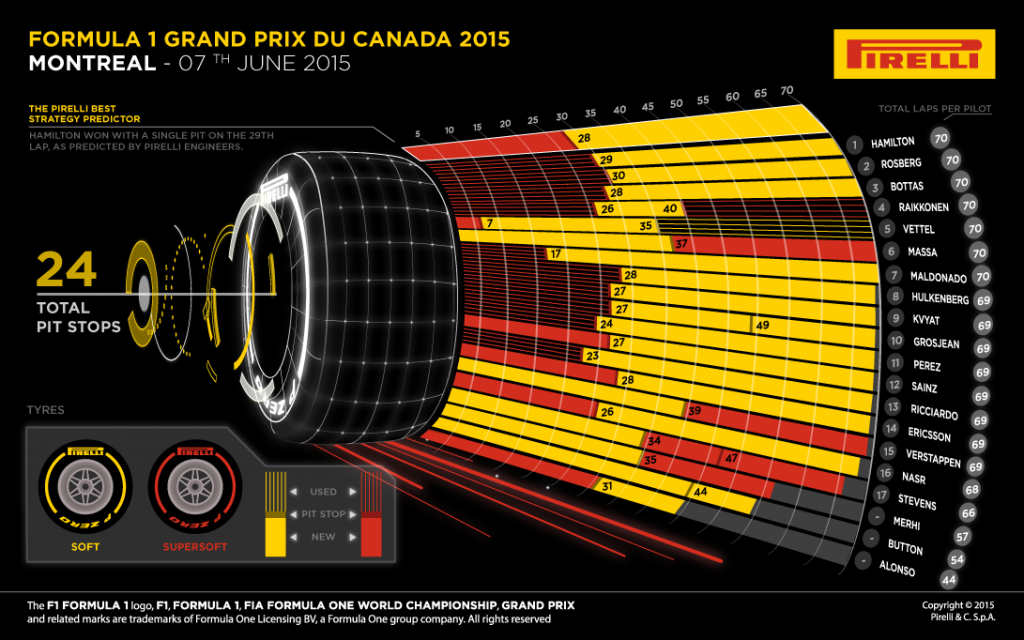 FORMULA 1 GRAND PRIX DU CANADA 2015
MONTREAL - 07 TH JUNE 2015
PIRELLI
THE PIRELLI BEST
STRATEGY PREDICTOR
HAMILTON WON WITH A SINGLE PIT ON THE 29TH
LAP, AS PREDICTED BY PIRELLI ENGINEERS.
TOTAL LAPS PER PILOT
5 10 15 20 25 30 35 40 45 50 55 60 65 70
28
29
30
28
26 40
7 35
37
17
28
27
27
24 49
27
23
28
26 39
34
35 47
31 44
1 HAMILTON 70
2 ROSBERG 70
3 BOTTAS 70
4 RAIKKONEN 70
5 VETTEL 70
6 MASSA 70
7 MALDONADO 70
8 HULKENBERG 69
9 KVYAT 69
10 GROSJEAN 69
11 PEREZ 69
12 SAINZ 69
13 RICCIARDO 69
14 ERICSSON 69
15 VERSTAPPEN 69
16 NASR 68
17 STEVENS 66
- MERHI 57
- BUTTON 54
- ALONSO 44
PIRELLI
P ZERO
24
TOTAL
PIT STOPS
TYRES
PIRELLI
P ZERO
SOFT
PIRELLI
P ZERO
SUPERSOFT
USED
PIT STOP
NEW
The F1 FORMULA 1 logo, F1, FORMULA 1, FIA FORMULA ONE WORLD CHAMPIONSHIP, GRAND PRIX
and related marks are trademarks of Formula One Licensing BV, a Formula One group company. All rights reserved
Copyright © 2015
Pirelli & C. S.p.A.